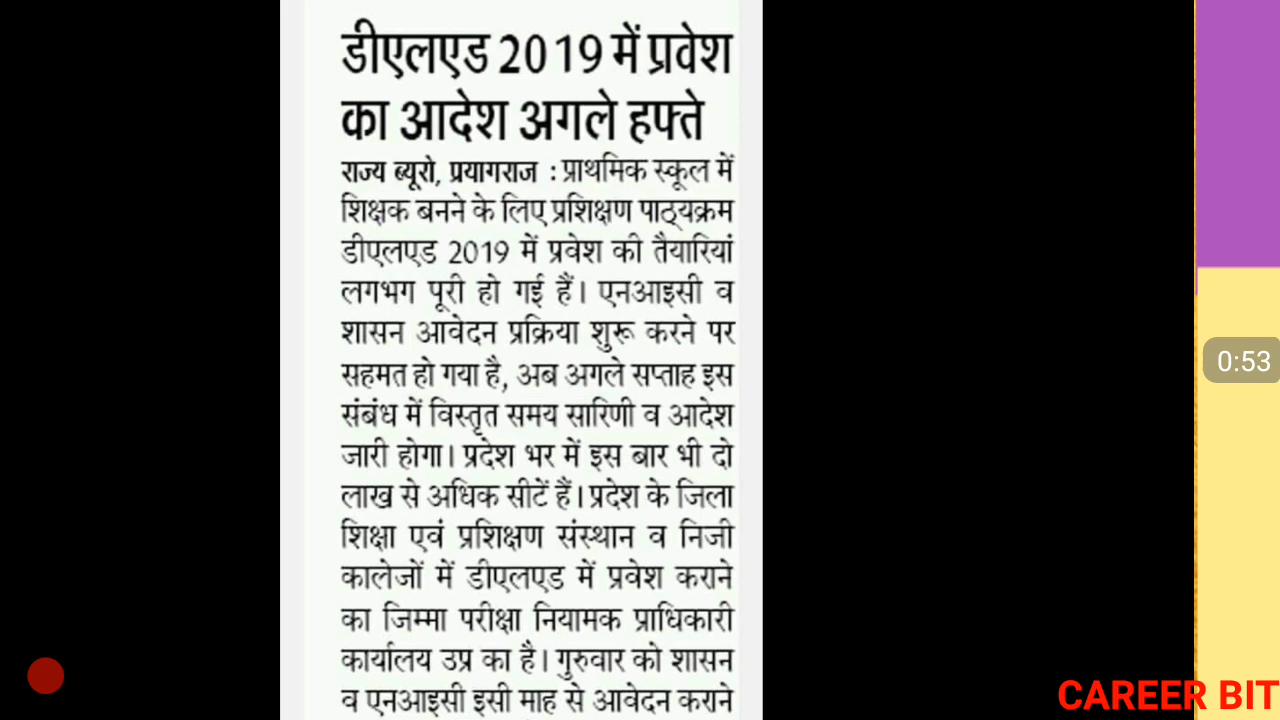 डीएलएड 2019 में प्रवेश
का आदेश अगले हफ्ते
राज्य ब्यूरो, प्रयागराज : प्राथमिक स्कूल में
शिक्षक बनने के लिए प्रशिक्षण पाठ्यक्रम
डीएलएड 2019 में प्रवेश की तैयारियां
लगभग पूरी हो गई हैं। एनआइसी व
शासन आवेदन प्रक्रिया शुरू करने पर
सहमत हो गया है, अब अगले सप्ताह इस
संबंध में विस्तृत समय सारिणी व आदेश
जारी होगा। प्रदेश भर में इस बार भी दो
लाख से अधिक सीटें हैं। प्रदेश के जिला
शिक्षा एवं प्रशिक्षण संस्थान व निजी
कालेजों में डीएलएड में प्रवेश कराने
का जिम्मा परीक्षा नियामक प्राधिकारी
कार्यालय उप्र का है। गुरुवार को शासन
व एनआइसी इसी माह से आवेदन कराने
0:53
CAREER BIT